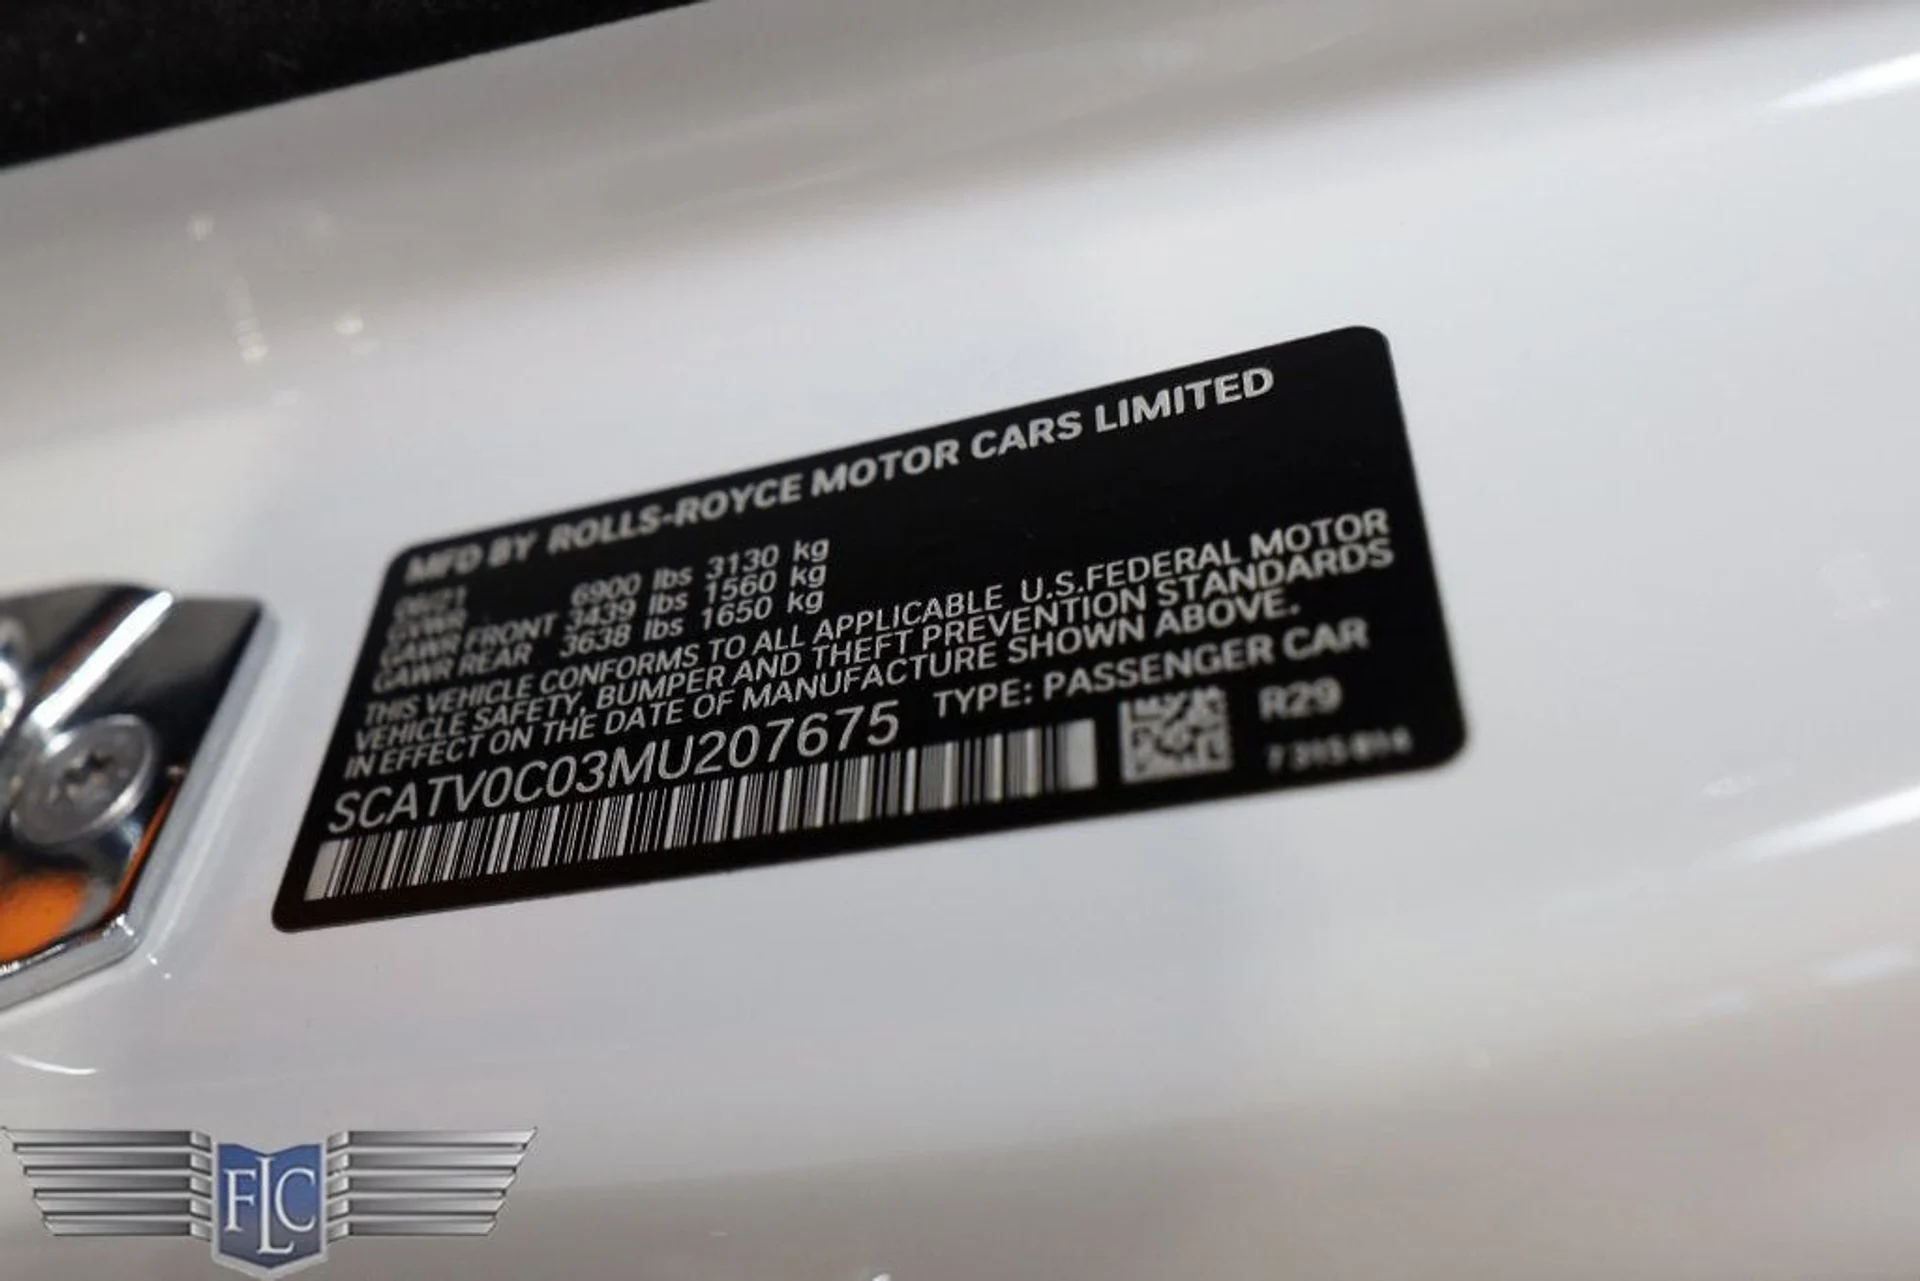 MFD BY ROLLS-ROYCE MOTOR CARS LIMITED
06/21
GVWR 6900 lbs 3130 kg
GAWR FRONT 3439 lbs 1560 kg
GAWR REAR 3638 lbs 1650 kg
THIS VEHICLE CONFORMS TO ALL APPLICABLE U.S.FEDERAL MOTOR
VEHICLE SAFETY, BUMPER AND THEFT PREVENTION STANDARDS
IN EFFECT ON THE DATE OF MANUFACTURE SHOWN ABOVE.
SCATV0C03MU207675 TYPE: PASSENGER CAR
R29
FLC